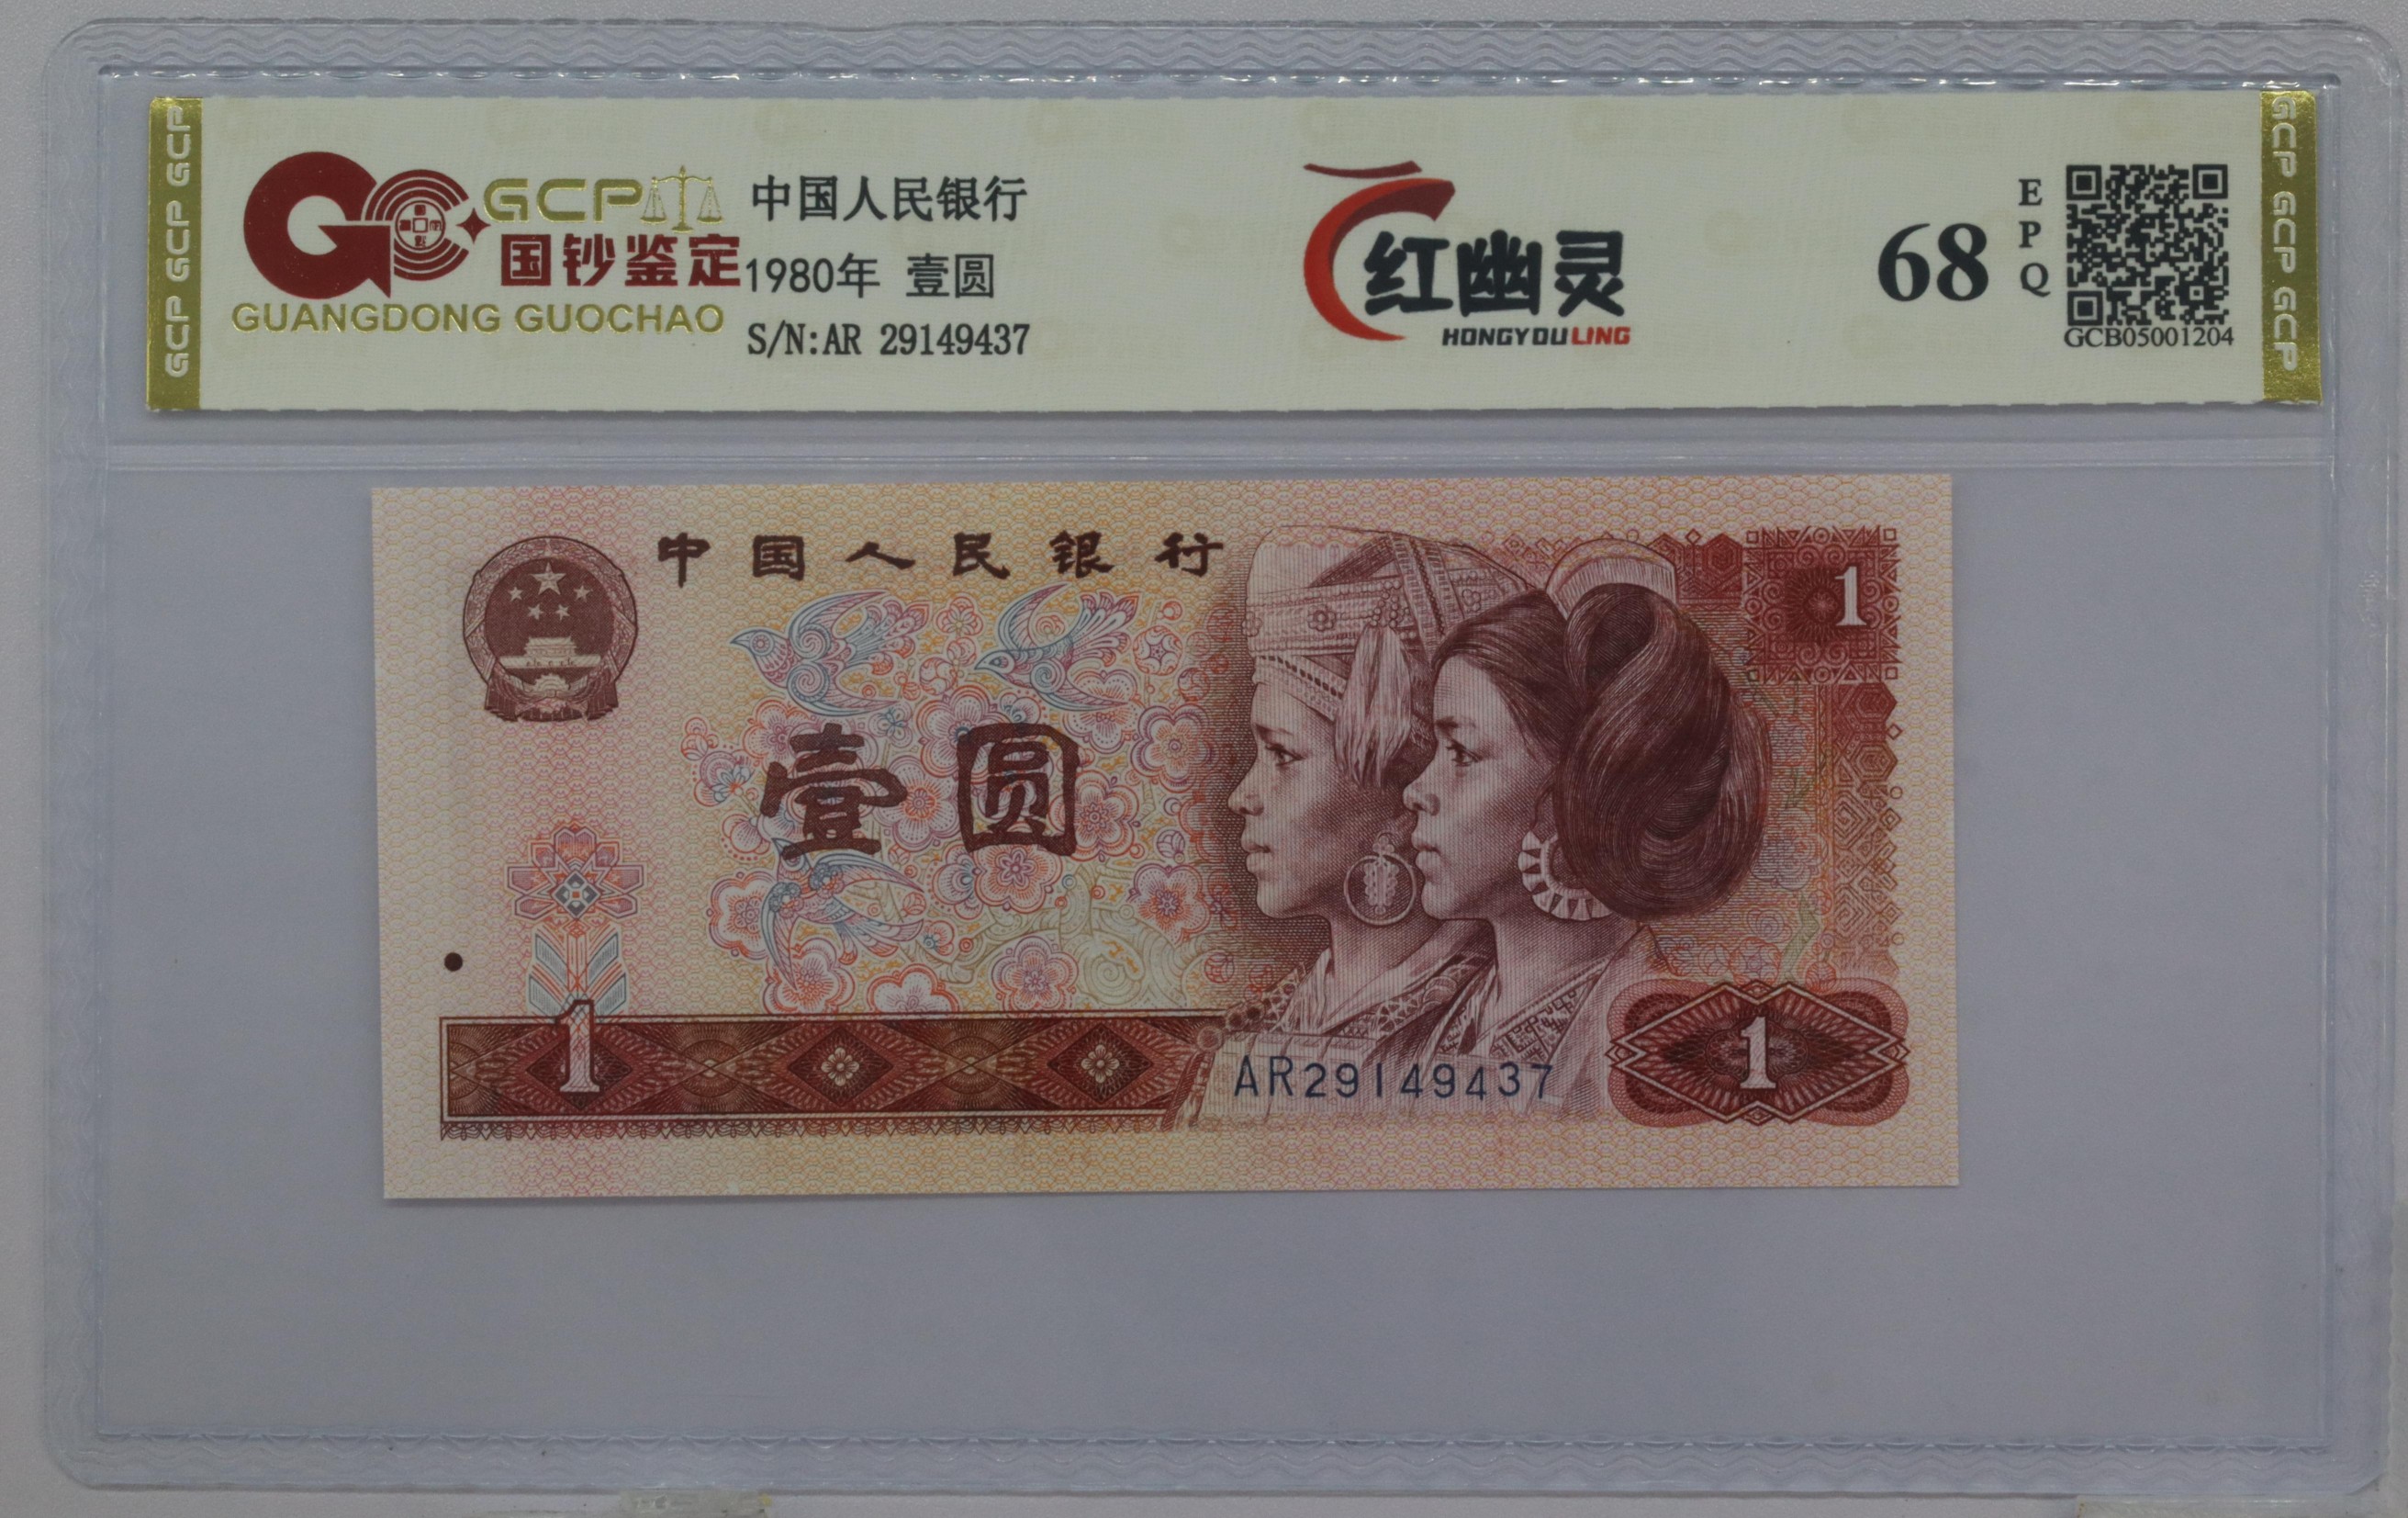 GCP GCP GCP
GCP
国钞鉴定
GUANGDONG GUOCHAO
中国人民银行
1980年 壹圆
S/N:AR 29149437
红幽灵
HONGYOULING
68
EPQ
GCB05001204
GCP GCP GCP
中国人民银行
1
壹圆
1
AR29149437
1